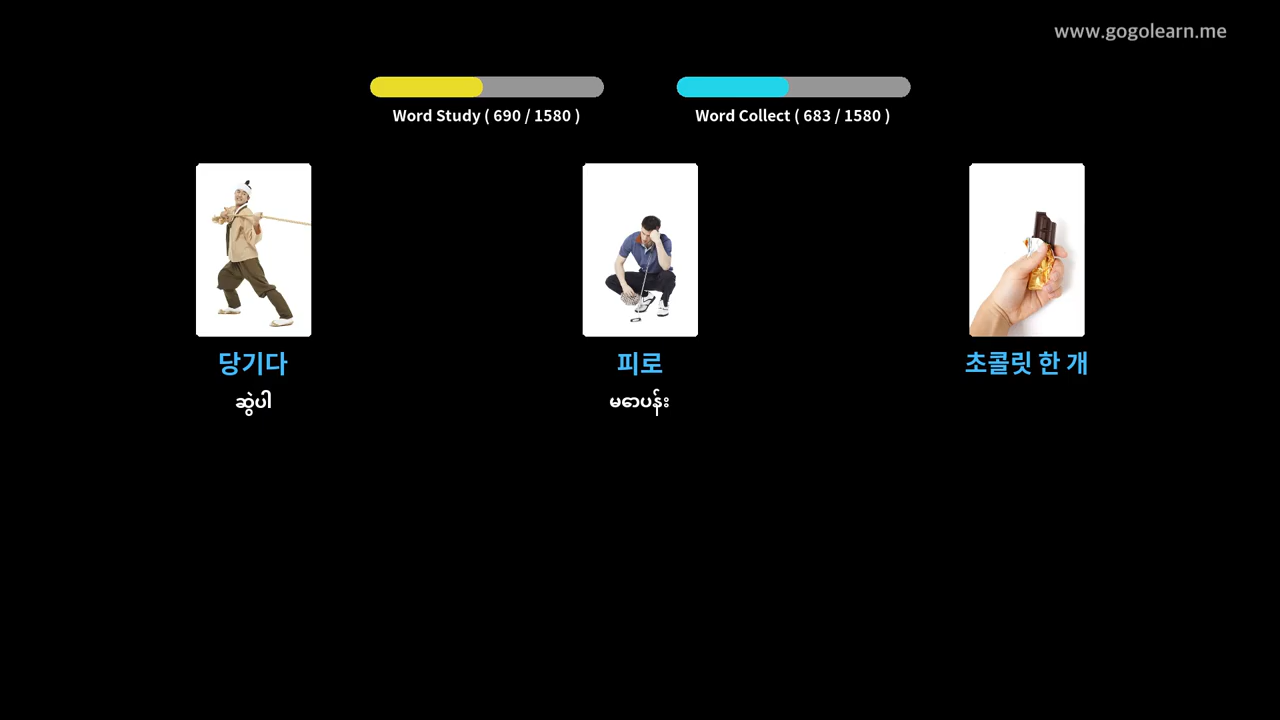 www.gogolearn.me
Word Study ( 690 / 1580 )
Word Collect ( 683 / 1580 )
당기다
피로
초콜릿 한 개
ဆွဲပါ
မောပန်း